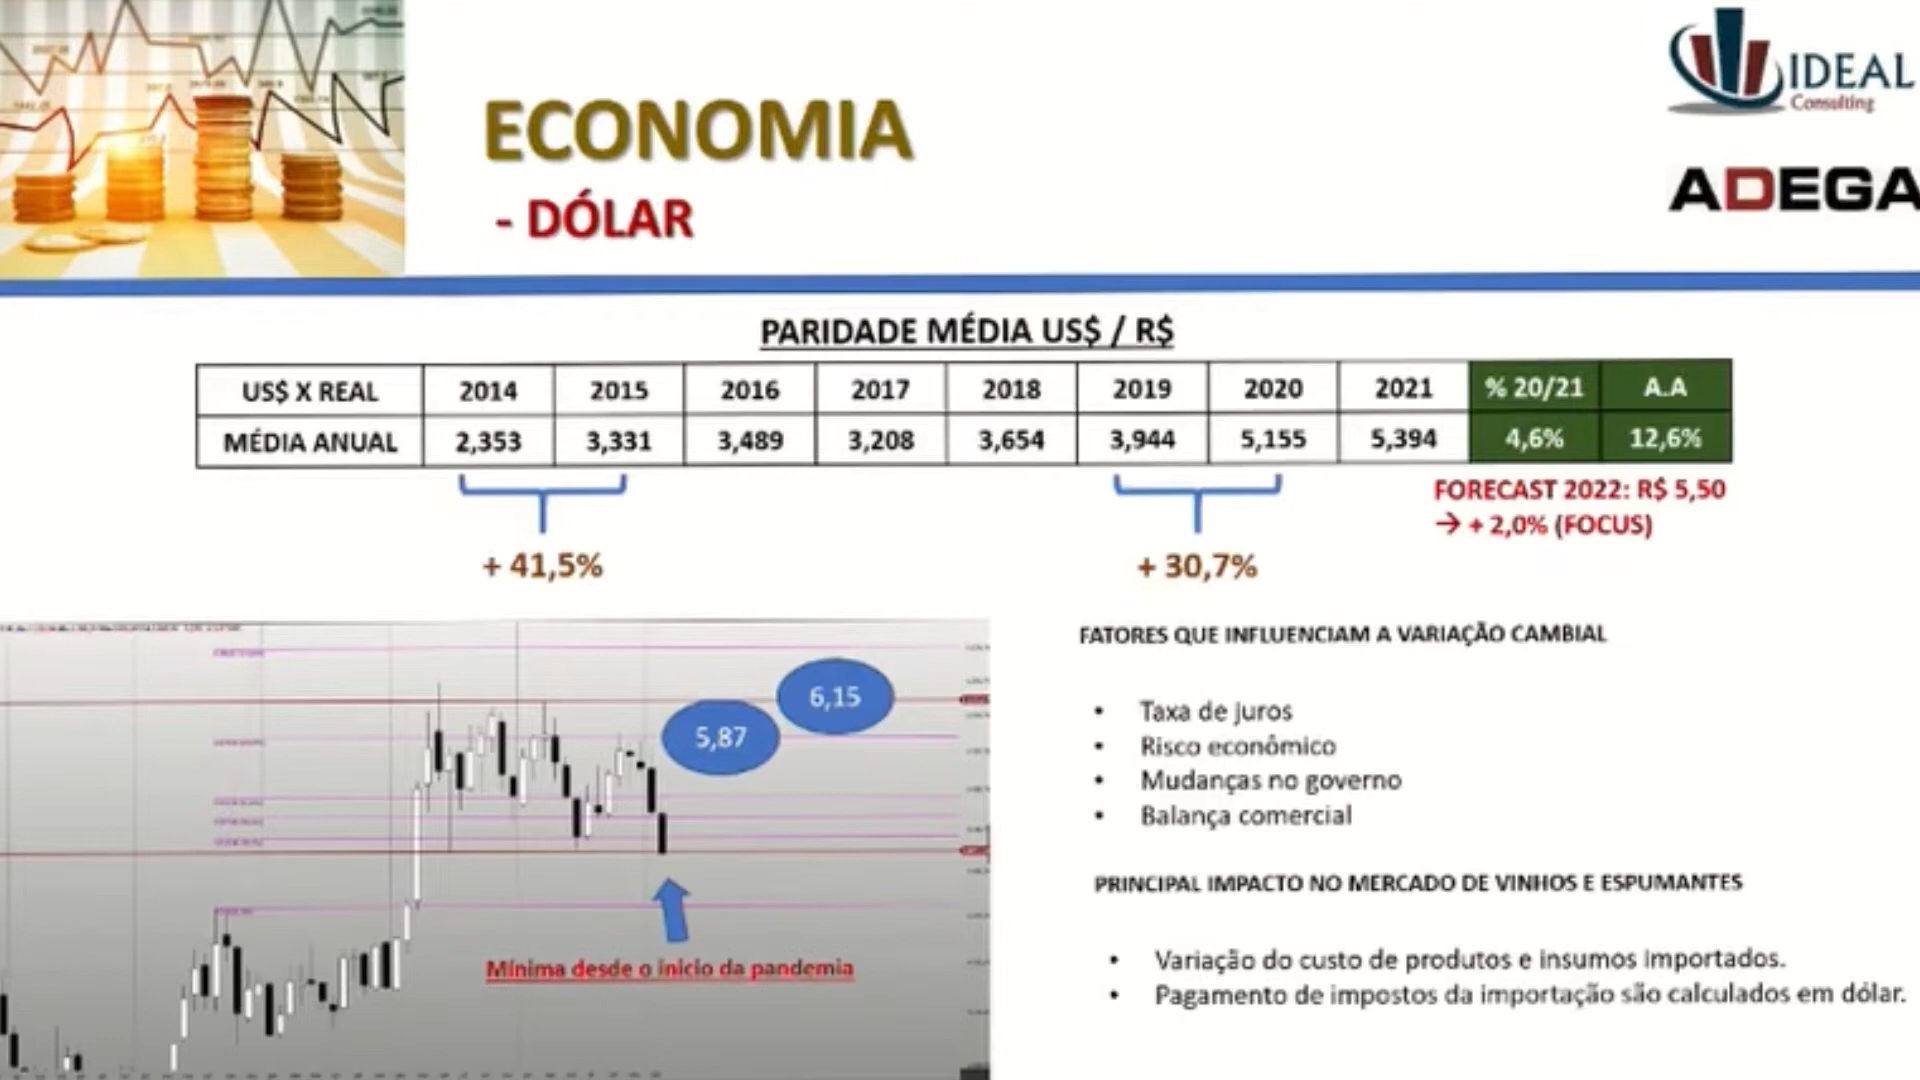 ECONOMIA
- DÓLAR
IDEAL
Consulting
ADEGA
PARIDADE MÉDIA US$ / R$
US$ X REAL 2014 2015 2016 2017 2018 2019 2020 2021 % 20/21 A.A
MÉDIA ANUAL 2,353 3,331 3,489 3,208 3,654 3,944 5,155 5,394 4,6% 12,6%
+ 41,5%
+ 30,7%
FORECAST 2022: R$ 5,50
→ + 2,0% (FOCUS)
5,87
6,15
Mínima desde o inicio da pandemia
FATORES QUE INFLUENCIAM A VARIAÇÃO CAMBIAL
• Taxa de juros
• Risco econômico
• Mudanças no governo
• Balança comercial
PRINCIPAL IMPACTO NO MERCADO DE VINHOS E ESPUMANTES
• Variação do custo de produtos e insumos importados.
• Pagamento de impostos da importação são calculados em dólar.